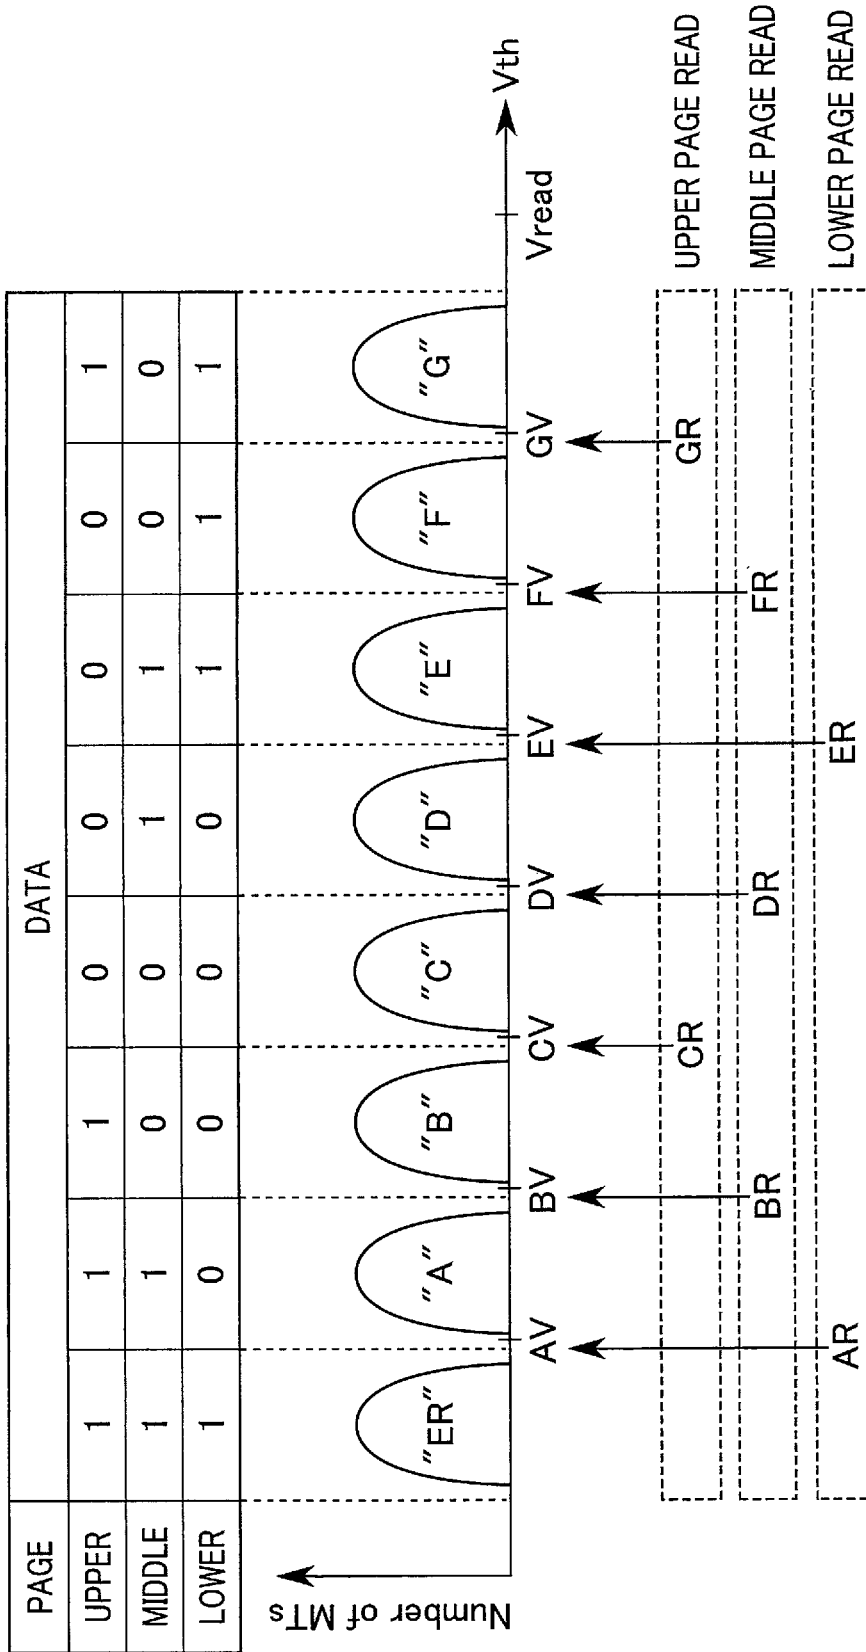 PAGE DATA
UPPER 1 1 1 0 0 0 0 1
MIDDLE 1 1 0 0 1 1 0 0
LOWER 1 0 0 0 0 1 1 1
Number of MTs
"ER" "A" "B" "C" "D" "E" "F" "G"
AV BV CV DV EV FV GV Vread Vth
CR GR UPPER PAGE READ
BR DR FR MIDDLE PAGE READ
AR ER LOWER PAGE READ